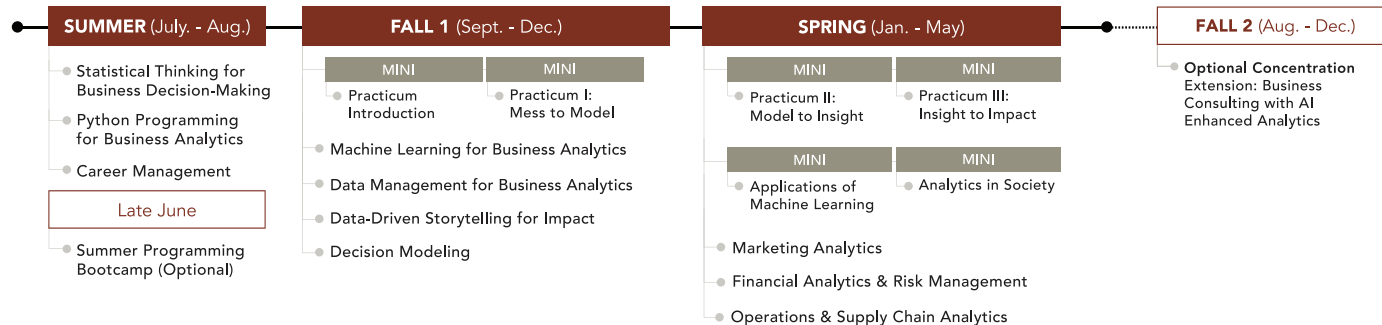 SUMMER (July. - Aug.)
Statistical Thinking for
Business Decision-Making
Python Programming
for Business Analytics
Career Management
Late June
Summer Programming
Bootcamp (Optional)
FALL 1 (Sept. - Dec.)
MINI
Practicum
Introduction
MINI
Practicum I:
Mess to Model
Machine Learning for Business Analytics
Data Management for Business Analytics
Data-Driven Storytelling for Impact
Decision Modeling
SPRING (Jan. - May)
MINI
Practicum II:
Model to Insight
MINI
Practicum III:
Insight to Impact
MINI
Applications of
Machine Learning
MINI
Analytics in Society
Marketing Analytics
Financial Analytics & Risk Management
Operations & Supply Chain Analytics
FALL 2 (Aug. - Dec.)
Optional Concentration
Extension: Business
Consulting with AI
Enhanced Analytics